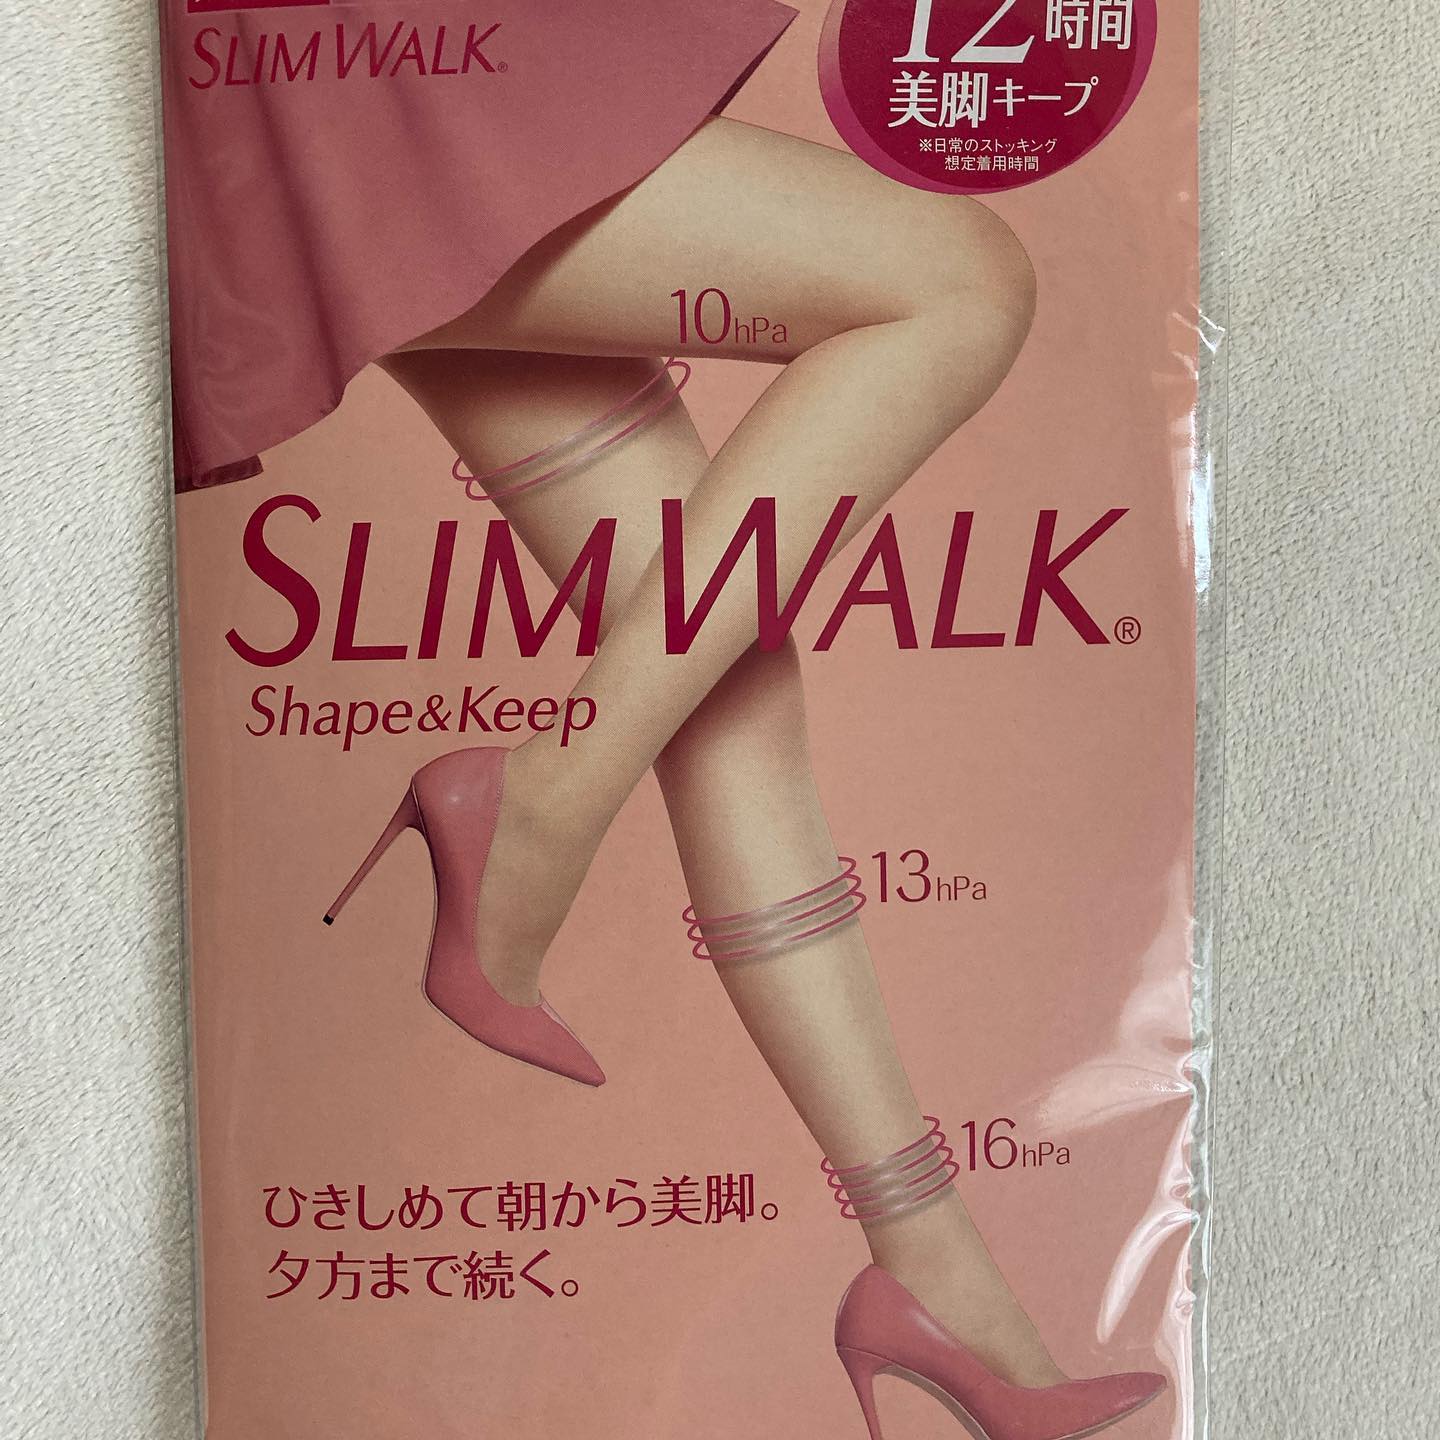 SLIM WALK®
12時間
美脚キープ
※日常のストッキング
想定着用時間
10hPa
SLIM WALK®
Shape&Keep
13hPa
16hPa
ひきしめて朝から美脚。
夕方まで続く。